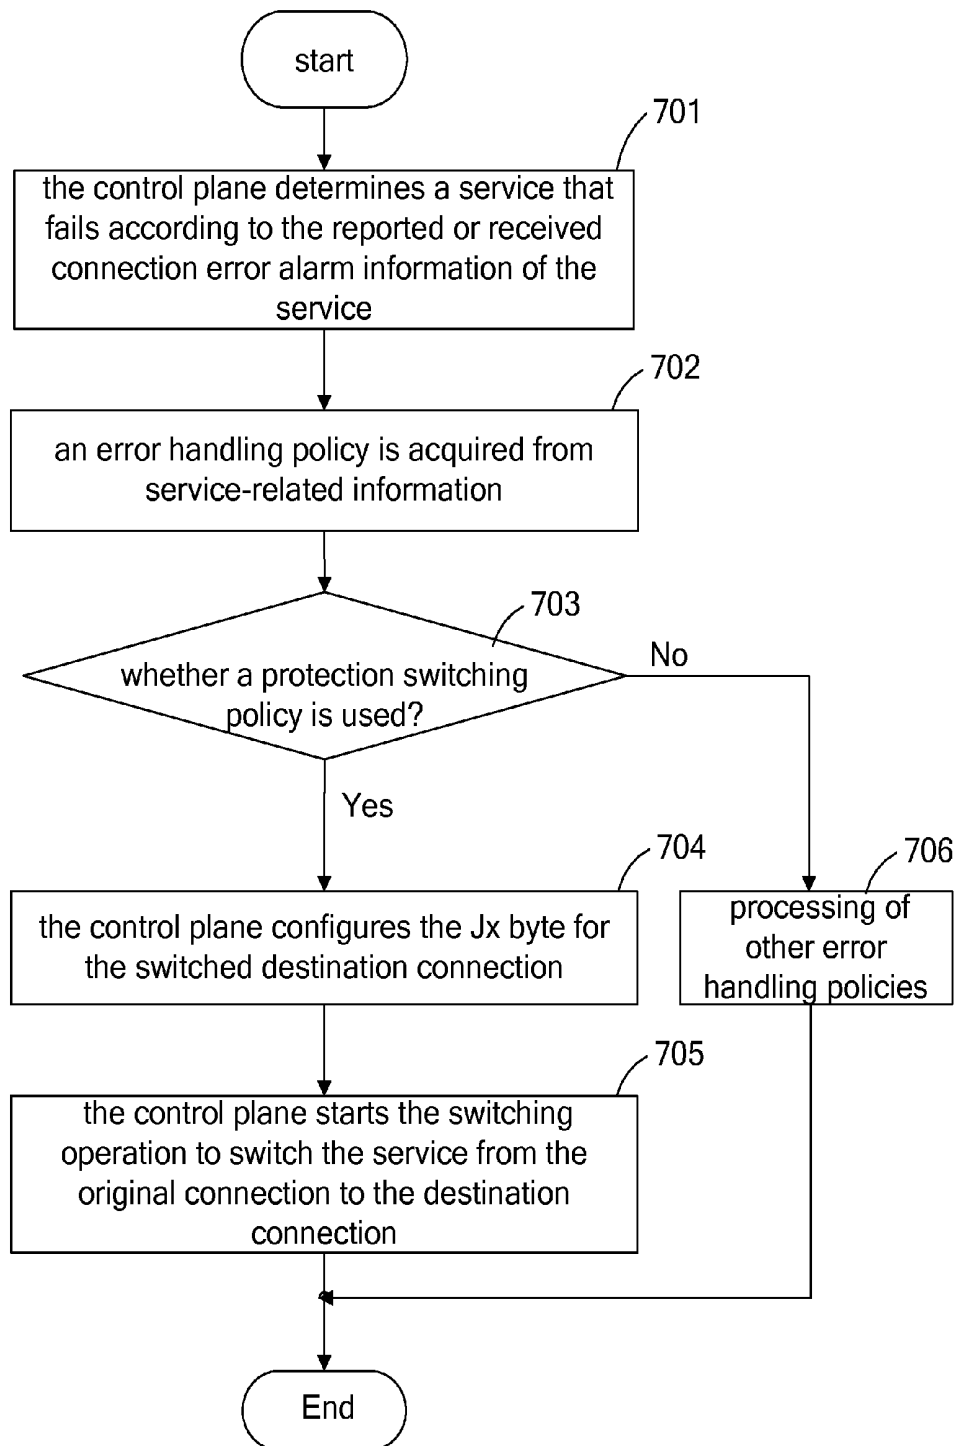 start
701
the control plane determines a service that
fails according to the reported or received
connection error alarm information of the
service
702
an error handling policy is acquired from
service-related information
703
whether a protection switching
policy is used?
No
Yes
704
the control plane configures the Jx byte for
the switched destination connection
706
processing of
other error
handling policies
705
the control plane starts the switching
operation to switch the service from the
original connection to the destination
connection
End